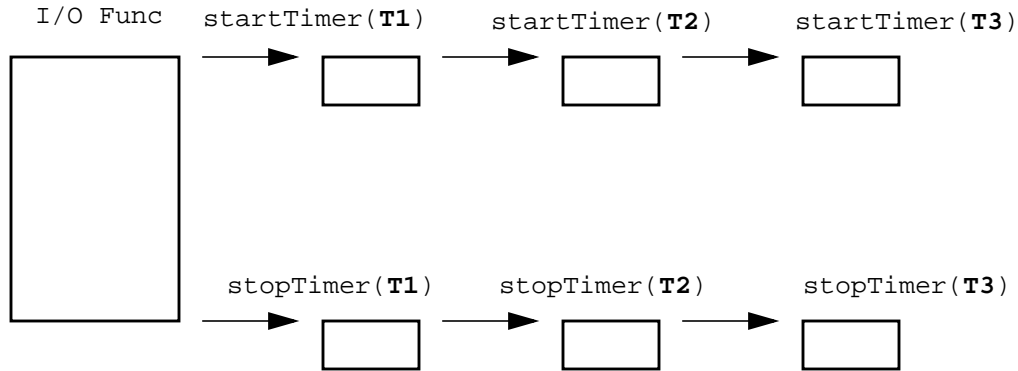 I/O Func
startTimer(T1)
startTimer(T2)
startTimer(T3)
stopTimer(T1)
stopTimer(T2)
stopTimer(T3)